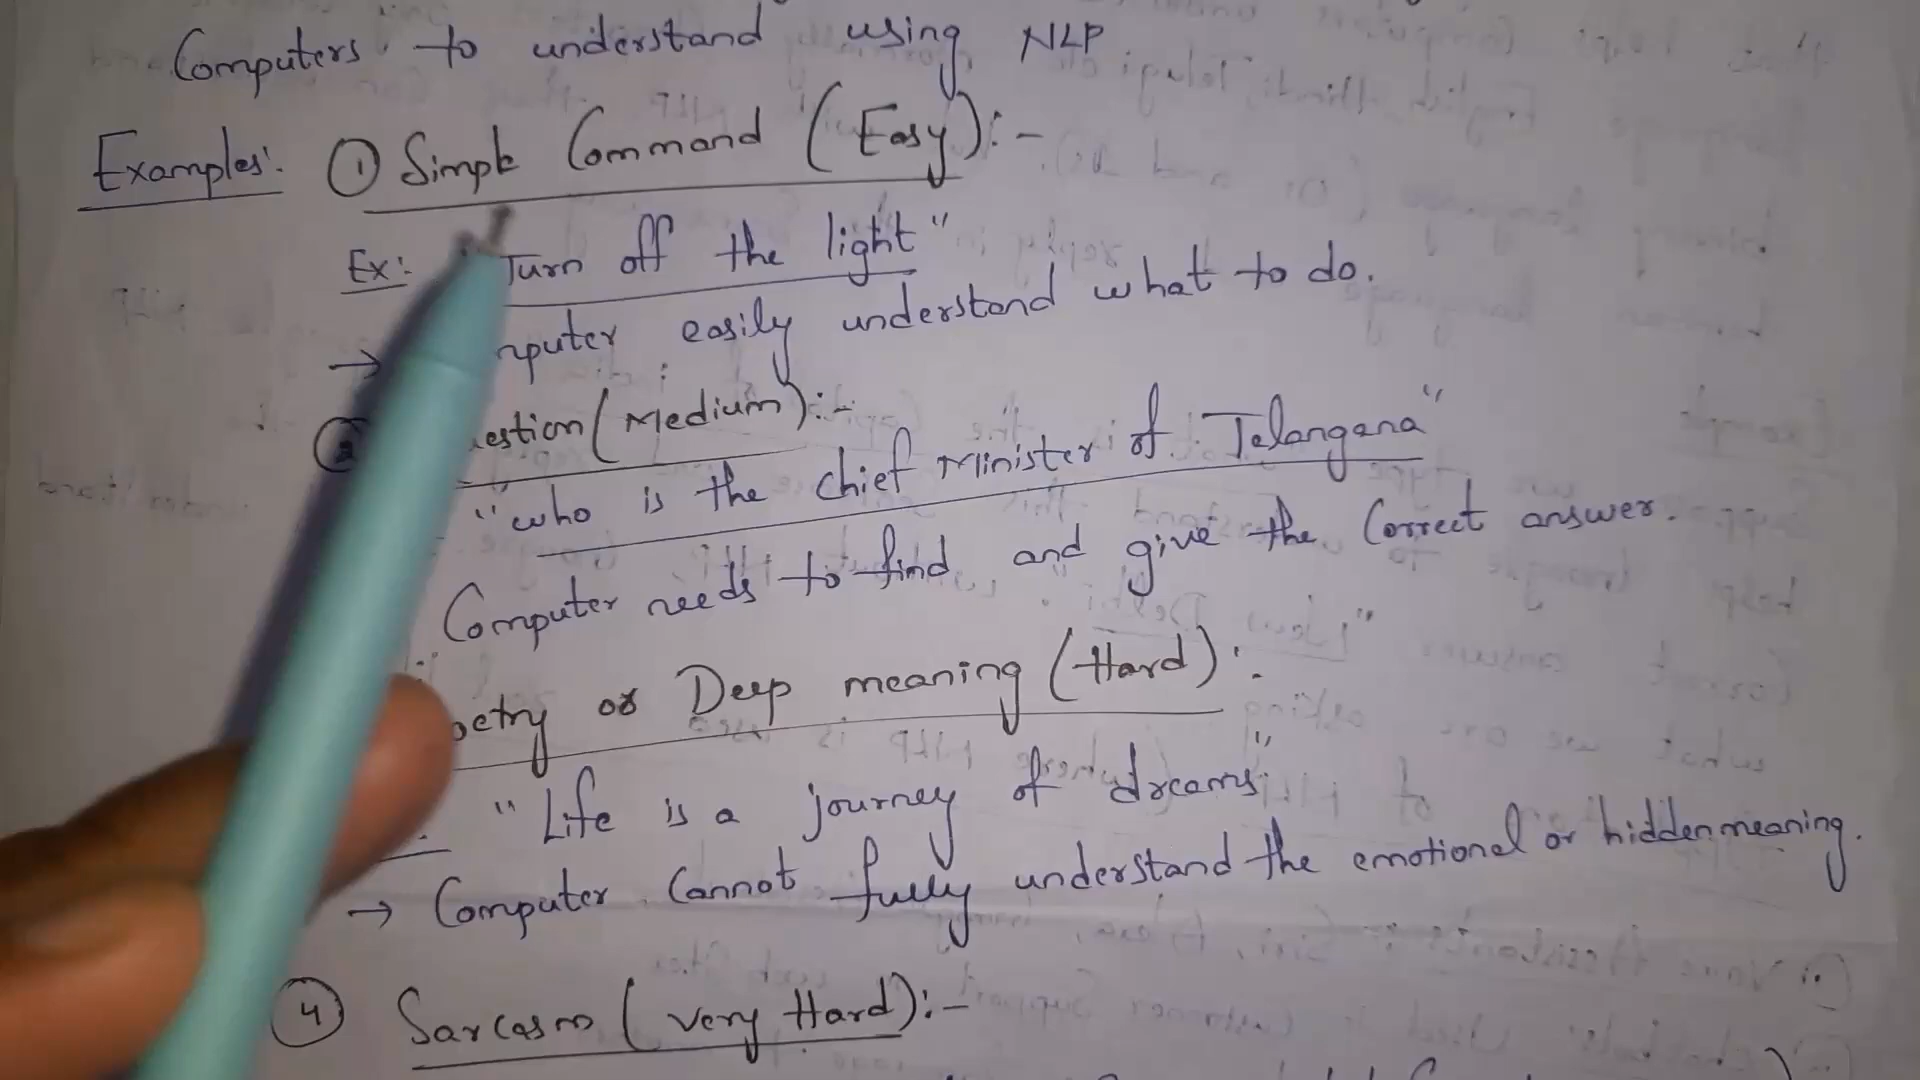 Computers to understand using NLP
Examples: ① Simple Command (Easy):-
Ex: "Turn off the light"
→ easily understand what to do.
(Medium):-
"who is the chief Minister of Telangana"
Computer needs to find and give the Correct answer.
or Deep meaning (Hard):
"Life is a journey of dreams"
→ Computer Cannot fully understand the emotional or hidden meaning.
④ Sarcasm (very Hard):-